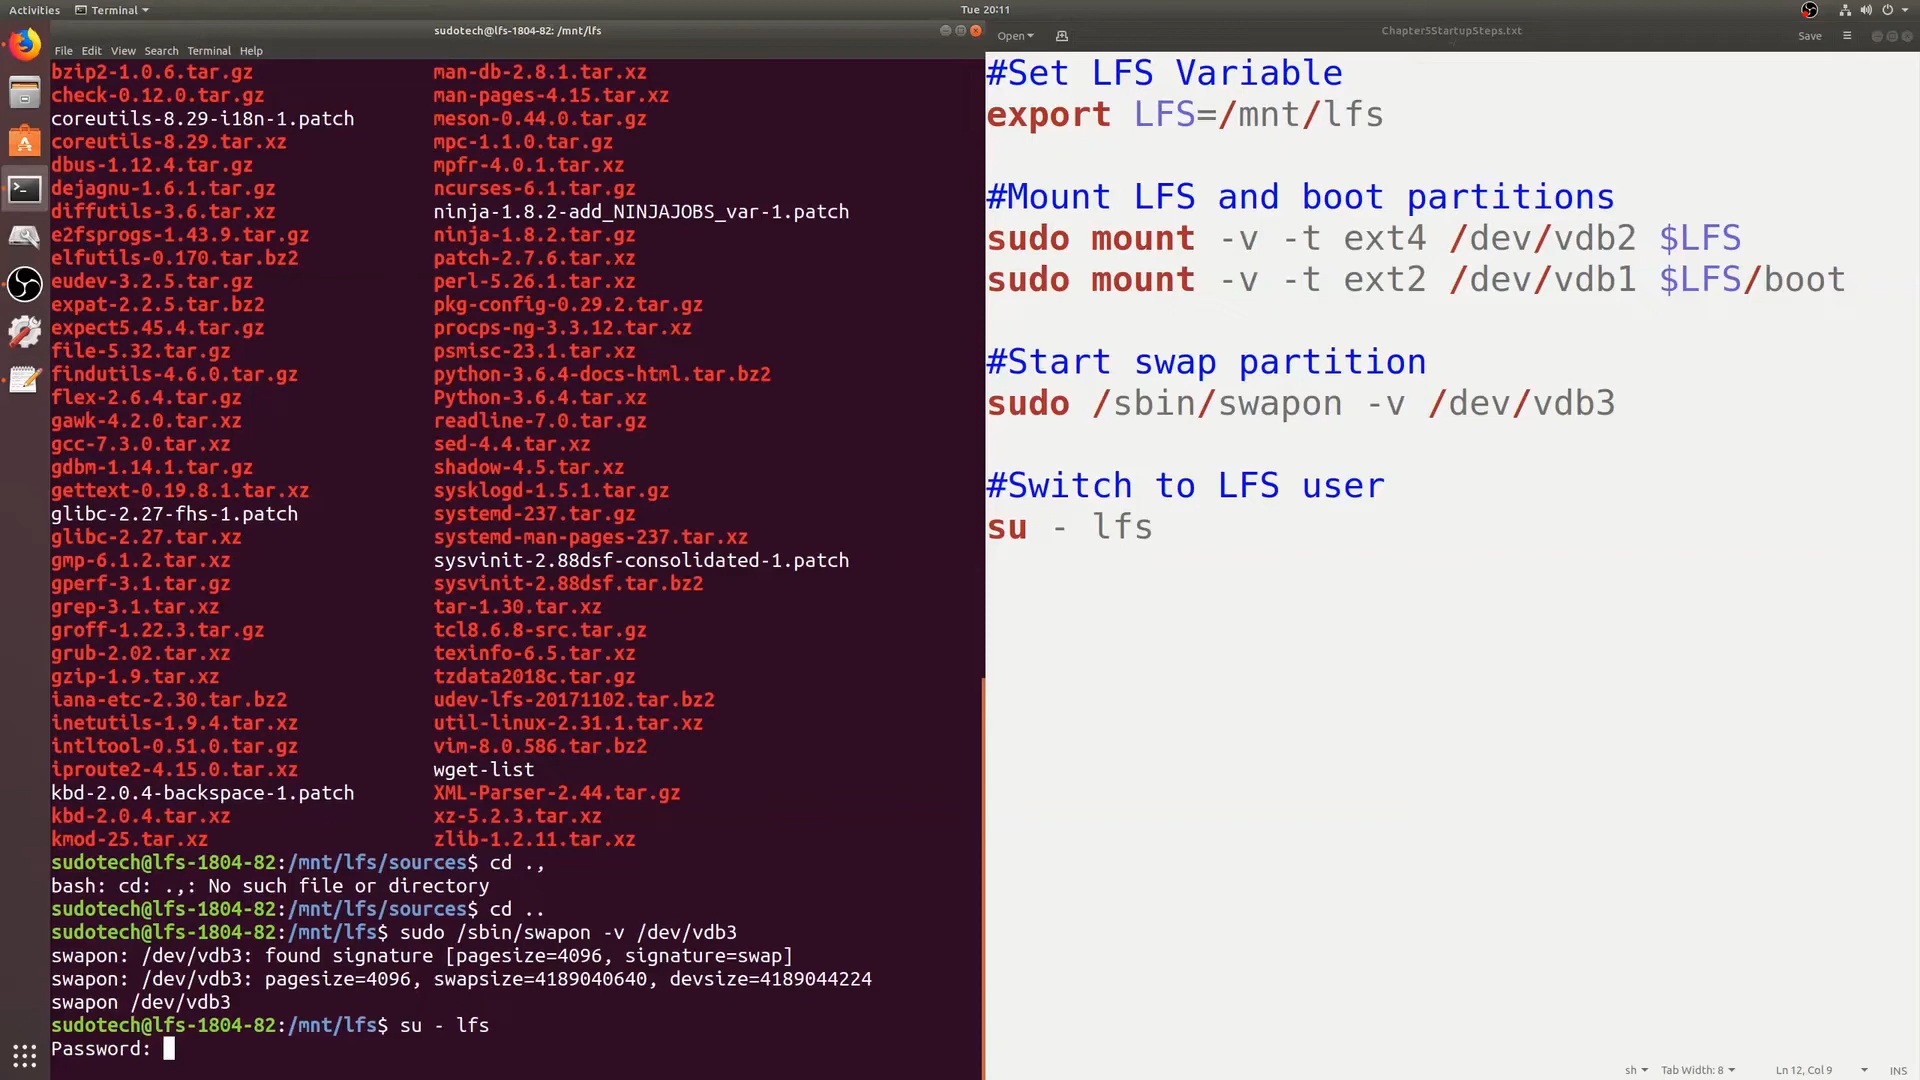 Activities Terminal Tue 20:11
sudotech@lfs-1804-82: /mnt/lfs
File Edit View Search Terminal Help
bzip2-1.0.6.tar.gz man-db-2.8.1.tar.xz
check-0.12.0.tar.gz man-pages-4.15.tar.xz
coreutils-8.29-i18n-1.patch meson-0.44.0.tar.gz
coreutils-8.29.tar.xz mpc-1.1.0.tar.gz
dbus-1.12.4.tar.gz mpfr-4.0.1.tar.xz
dejagnu-1.6.1.tar.gz ncurses-6.1.tar.gz
diffutils-3.6.tar.xz ninja-1.8.2-add_NINJAJOBS_var-1.patch
e2fsprogs-1.43.9.tar.gz ninja-1.8.2.tar.gz
elfutils-0.170.tar.bz2 patch-2.7.6.tar.xz
eudev-3.2.5.tar.gz perl-5.26.1.tar.xz
expat-2.2.5.tar.bz2 pkg-config-0.29.2.tar.gz
expect5.45.4.tar.gz procps-ng-3.3.12.tar.xz
file-5.32.tar.gz psmisc-23.1.tar.xz
findutils-4.6.0.tar.gz python-3.6.4-docs-html.tar.bz2
flex-2.6.4.tar.gz Python-3.6.4.tar.xz
gawk-4.2.0.tar.xz readline-7.0.tar.gz
gcc-7.3.0.tar.xz sed-4.4.tar.xz
gdbm-1.14.1.tar.gz shadow-4.5.tar.xz
gettext-0.19.8.1.tar.xz sysklogd-1.5.1.tar.gz
glibc-2.27-fhs-1.patch systemd-237.tar.gz
glibc-2.27.tar.xz systemd-man-pages-237.tar.xz
gmp-6.1.2.tar.xz sysvinit-2.88dsf-consolidated-1.patch
gperf-3.1.tar.gz sysvinit-2.88dsf.tar.bz2
grep-3.1.tar.xz tar-1.30.tar.xz
groff-1.22.3.tar.gz tcl8.6.8-src.tar.gz
grub-2.02.tar.xz texinfo-6.5.tar.xz
gzip-1.9.tar.xz tzdata2018c.tar.gz
iana-etc-2.30.tar.bz2 udev-lfs-20171102.tar.bz2
inetutils-1.9.4.tar.xz util-linux-2.31.1.tar.xz
intltool-0.51.0.tar.gz vim-8.0.586.tar.bz2
iproute2-4.15.0.tar.xz wget-list
kbd-2.0.4-backspace-1.patch XML-Parser-2.44.tar.gz
kbd-2.0.4.tar.xz xz-5.2.3.tar.xz
kmod-25.tar.xz zlib-1.2.11.tar.xz
sudotech@lfs-1804-82:/mnt/lfs/sources$ cd .,
bash: cd: .,: No such file or directory
sudotech@lfs-1804-82:/mnt/lfs/sources$ cd ..
sudotech@lfs-1804-82:/mnt/lfs$ sudo /sbin/swapon -v /dev/vdb3
swapon: /dev/vdb3: found signature [pagesize=4096, signature=swap]
swapon: /dev/vdb3: pagesize=4096, swapsize=4189040640, devsize=4189044224
swapon /dev/vdb3
sudotech@lfs-1804-82:/mnt/lfs$ su - lfs
Password:
Open Chapter5StartupSteps.txt Save
#Set LFS Variable
export LFS=/mnt/lfs
#Mount LFS and boot partitions
sudo mount -v -t ext4 /dev/vdb2 $LFS
sudo mount -v -t ext2 /dev/vdb1 $LFS/boot
#Start swap partition
sudo /sbin/swapon -v /dev/vdb3
#Switch to LFS user
su - lfs
sh Tab Width: 8 Ln 12, Col 9 INS